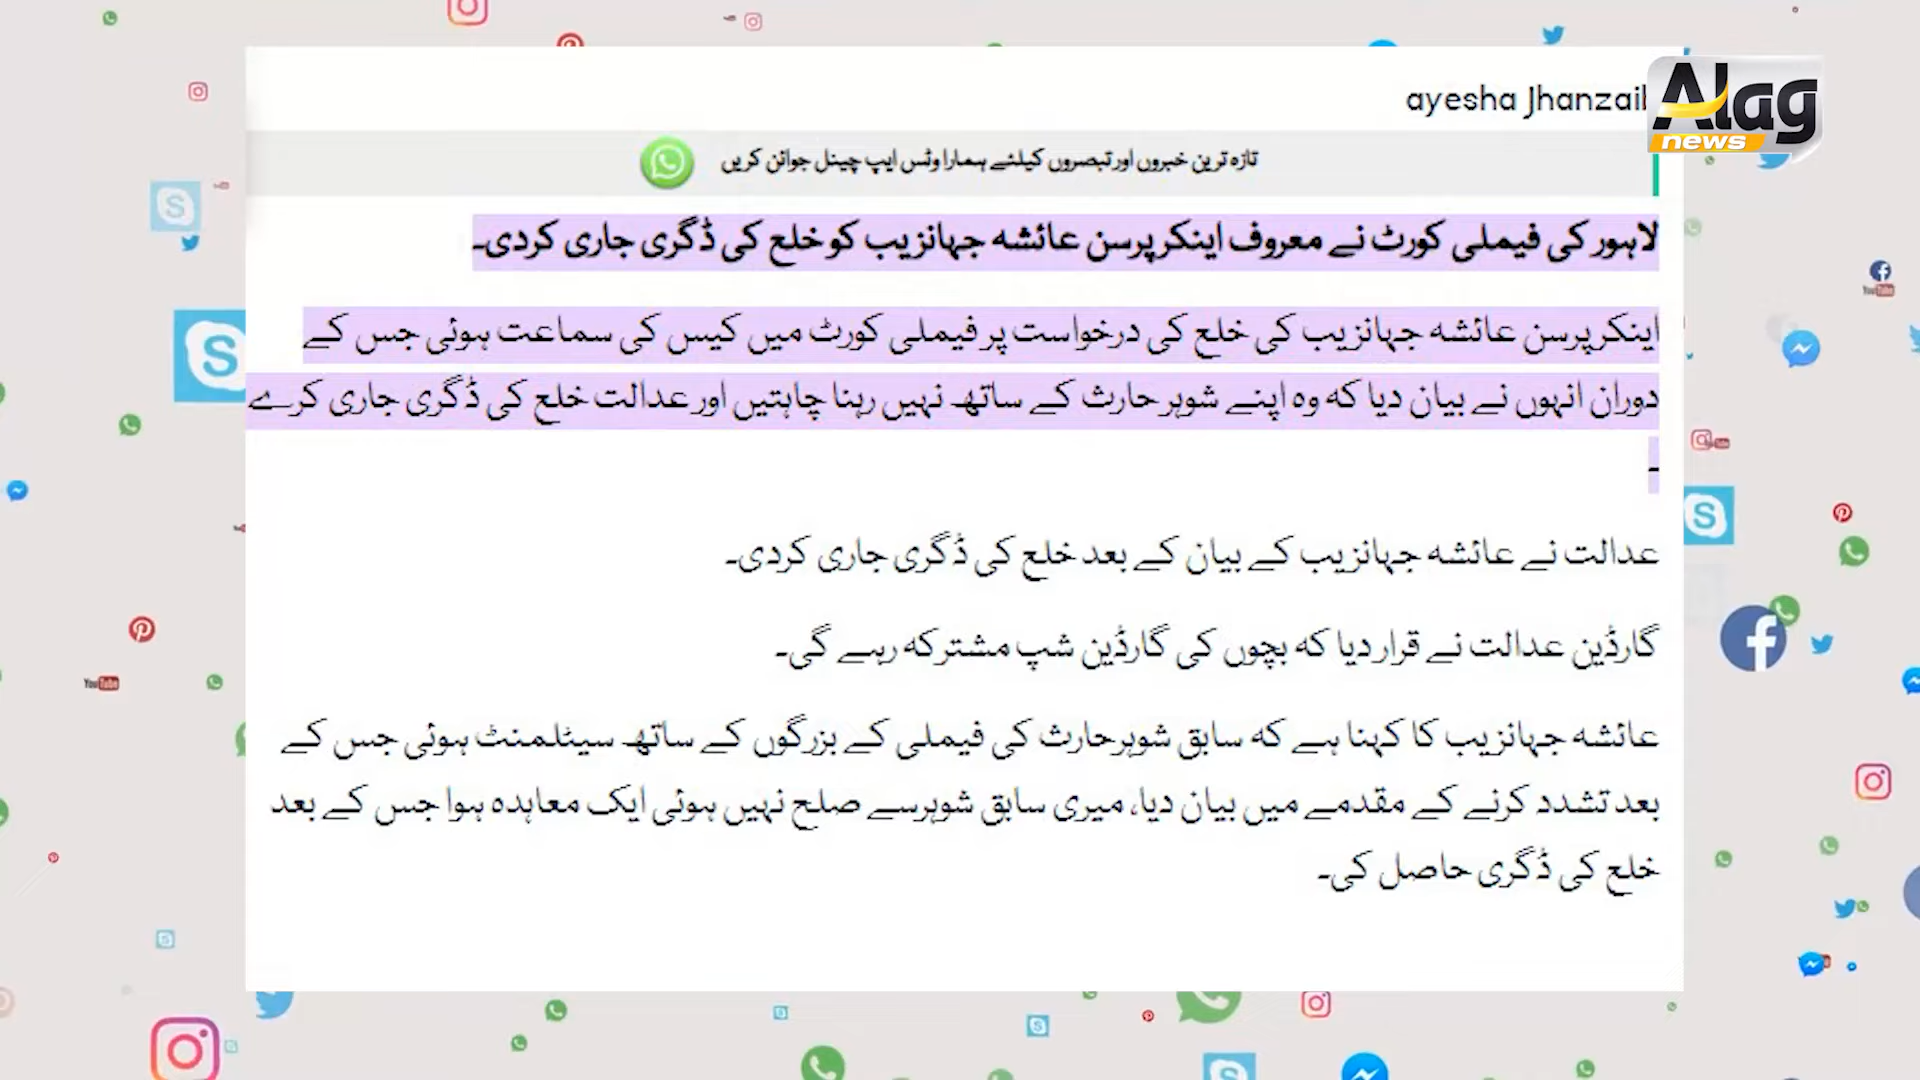 ayesha Jhanzaib
Alag
news
تازہ ترین خبروں اور تبصروں کیلئے ہمارا وٹس ایپ چینل جوائن کریں
لاہور کی فیملی کورٹ نے معروف اینکر پرسن عائشہ جہانزیب کو خلع کی ڈگری جاری کردی۔
اینکر پرسن عائشہ جہانزیب کی خلع کی درخواست پر فیملی کورٹ میں کیس کی سماعت ہوئی جس کے
دوران انہوں نے بیان دیا کہ وہ اپنے شوہر حارث کے ساتھ نہیں رہنا چاہتیں اور عدالت خلع کی ڈگری جاری کرے
۔
عدالت نے عائشہ جہانزیب کے بیان کے بعد خلع کی ڈگری جاری کردی۔
گارڈین عدالت نے قرار دیا کہ بچوں کی گارڈین شپ مشترکہ رہے گی۔
عائشہ جہانزیب کا کہنا ہے کہ سابق شوہر حارث کی فیملی کے بزرگوں کے ساتھ سیٹلمنٹ ہوئی جس کے
بعد تشدد کرنے کے مقدمے میں بیان دیا، میری سابق شوہر سے صلح نہیں ہوئی ایک معاہدہ ہوا جس کے بعد
خلع کی ڈگری حاصل کی۔